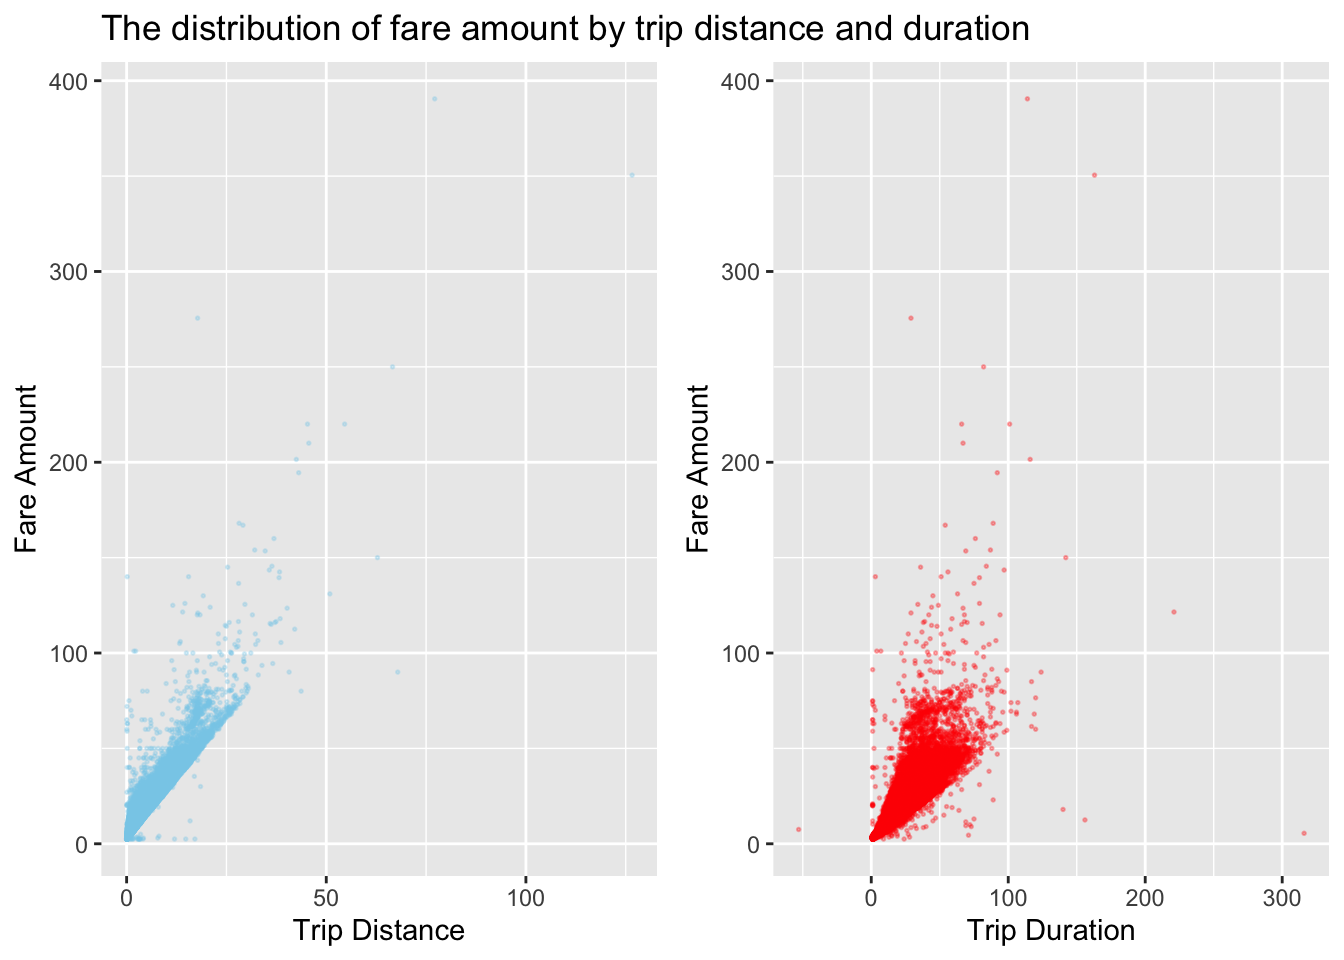 The distribution of fare amount by trip distance and duration
Fare Amount
400
300
200
100
0
0 50 100
Trip Distance
Fare Amount
400
300
200
100
0
0 100 200 300
Trip Duration